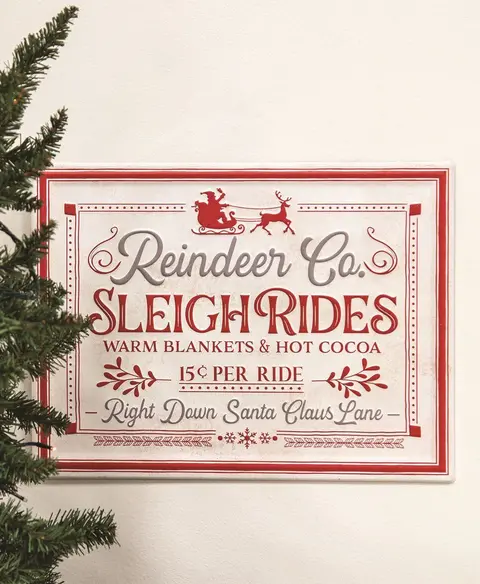 Reindeer Co.
SLEIGH RIDES
WARM BLANKETS & HOT COCOA
15¢ PER RIDE
– Right Down Santa Claus Lane –